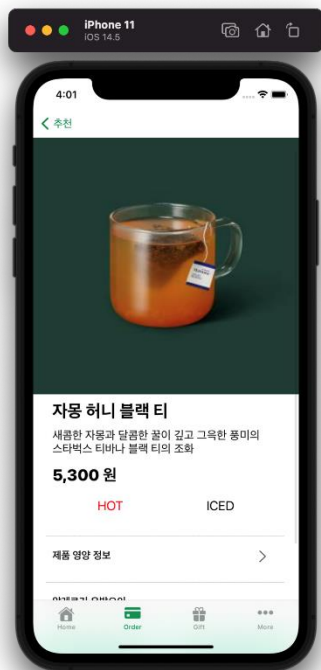 iPhone 11
iOS 14.5
4:01
추천
자몽 허니 블랙 티
새콤한 자몽과 달콤한 꿀이 깊고 그윽한 풍미의
스타벅스 티바나 블랙 티의 조화
5,300 원
HOT
ICED
제품 영양 정보
Home
Order
Gift
More